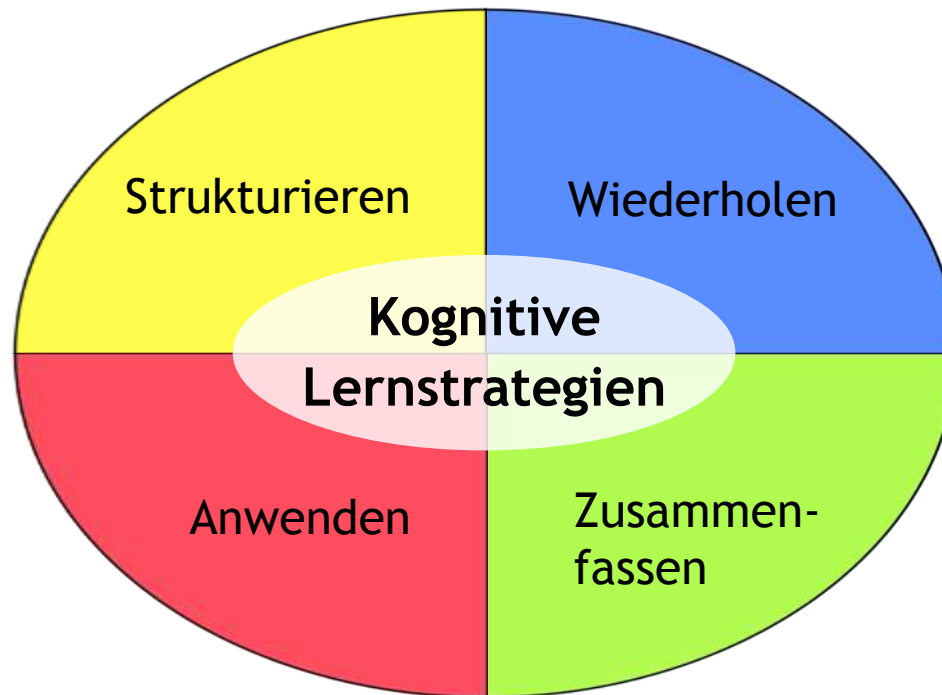 Strukturieren
Wiederholen
Kognitive
Lernstrategien
Anwenden
Zusammen-
fassen